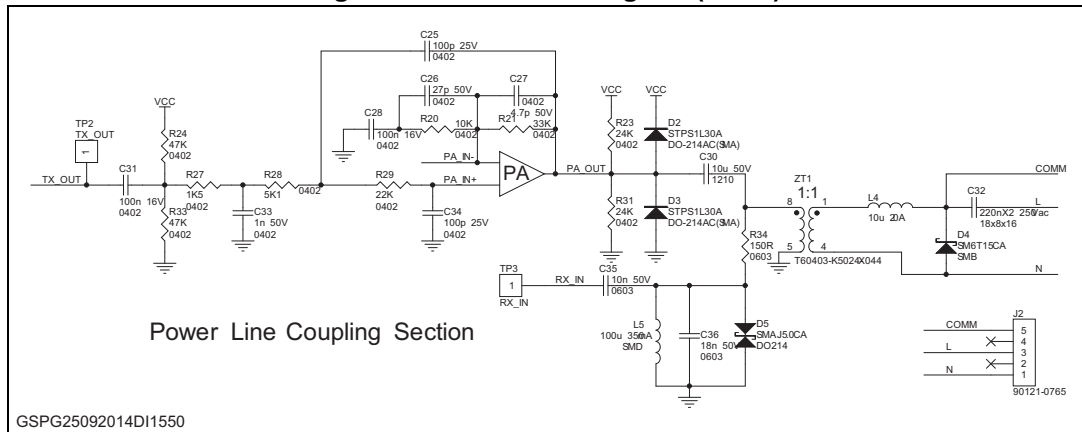 C25
100p 25V
0402
C26
27p 50V
0402
C27
0402
4.7p 50V
VCC
R24
47K
0402
C28
100n 16V
0402
R20
10K
0402
R21
33K
0402
VCC
R23
24K
0402
VCC
D2
STPS1L30A
DO-214AC(SMA)
TP2
TX_OUT
1
PA_IN-
PA
PA_OUT
C30
10u 50V
1210
TX_OUT
C31
100n 16V
0402
R27
1K5
0402
R28
5K1
0402
R29
22K
0402
PA_IN+
R33
47K
0402
C33
1n 50V
0402
C34
100p 25V
0402
R31
24K
0402
D3
STPS1L30A
DO-214AC(SMA)
ZT1
1:1
8
1
5
4
T60403-K5024-X044
L4
10u 2.0A
COMM
C32
L
220nX2 250Vac
18x8x16
D4
SM6T15CA
SMB
N
R34
150R
0603
TP3
1
RX_IN
RX_IN
C35
10n 50V
0603
L5
100u 350mA
SMD
C36
18n 50V
0603
D5
SMAJ5.0CA
DO214
Power Line Coupling Section
J2
COMM
5
4
L
3
2
N
1
90121-0765
GSPG25092014DI1550